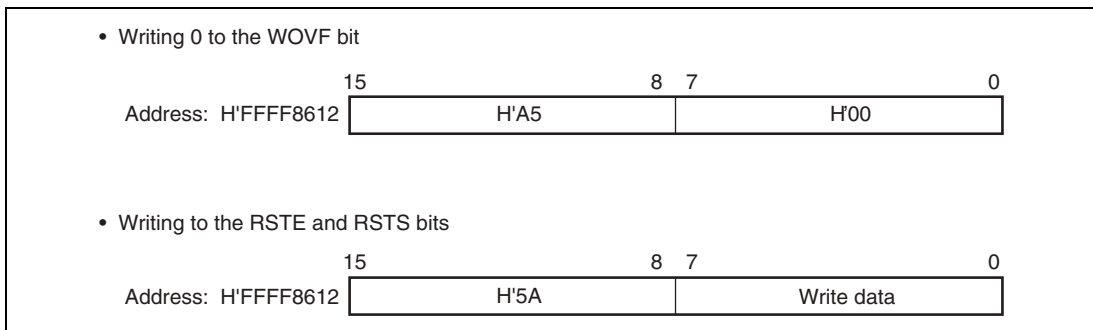 • Writing 0 to the WOVF bit
15 8 7 0
Address: H'FFFF8612 H'A5 H'00
• Writing to the RSTE and RSTS bits
15 8 7 0
Address: H'FFFF8612 H'5A Write data